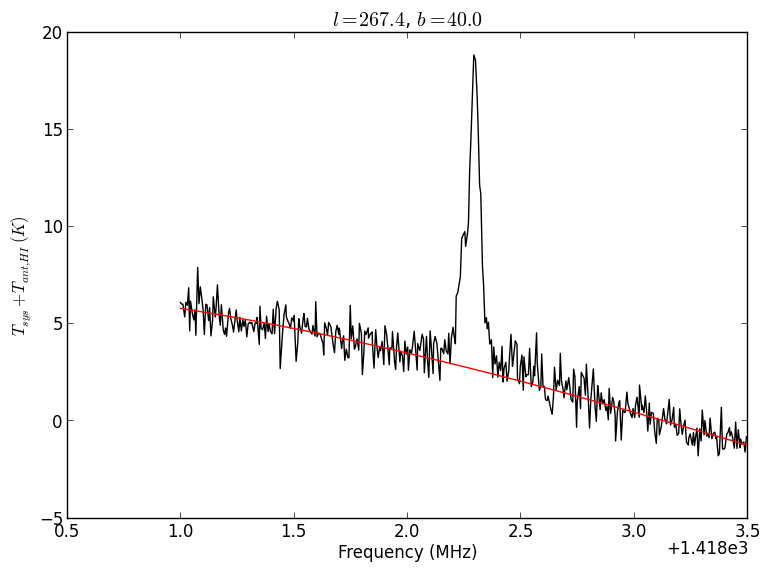 l = 267.4, b = 40.0
20
15
10
5
0
−5
T_sys + T_ant,HI (K)
0.5 1.0 1.5 2.0 2.5 3.0 3.5
Frequency (MHz)
+1.418e3